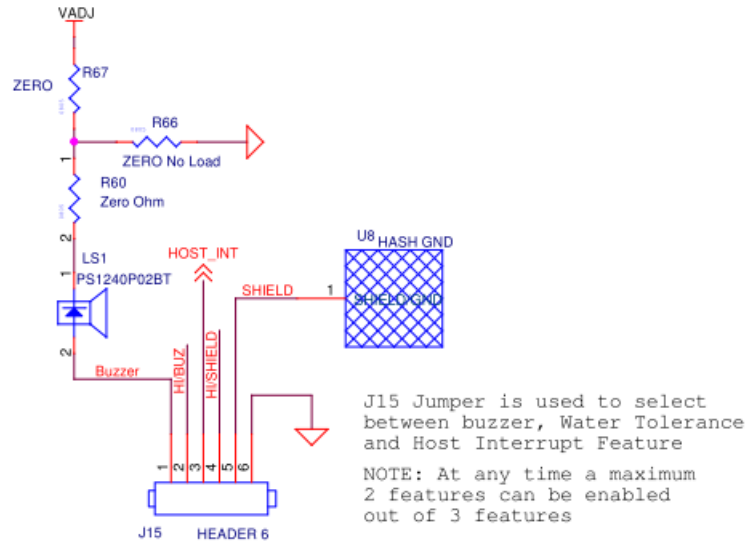 VADJ
R67
ZERO
R66
ZERO No Load
1
R60
Zero Ohm
2
LS1
1
PS1240P02BT
2
Buzzer
HOST_INT
HI/BUZ
HI/SHIELD
SHIELD
1
U8
HASH GND
SHIELD/GND
1
2
3
4
5
6
J15
HEADER 6
J15 Jumper is used to select
between buzzer, Water Tolerance
and Host Interrupt Feature
NOTE: At any time a maximum
2 features can be enabled
out of 3 features